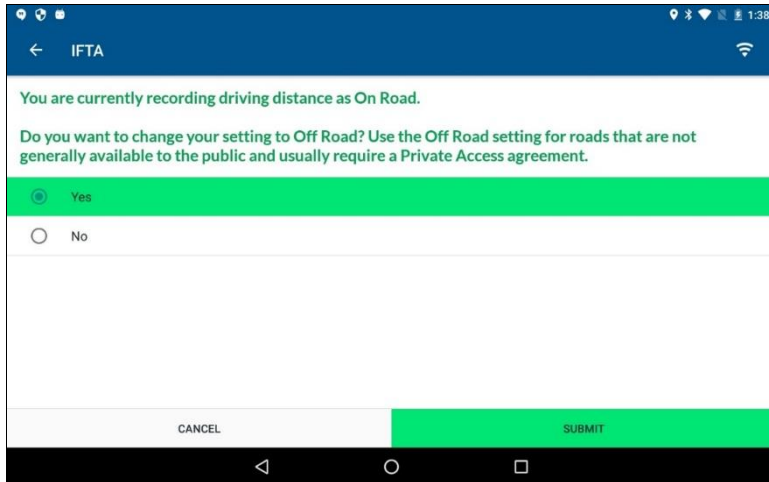 1:38
IFTA
You are currently recording driving distance as On Road.
Do you want to change your setting to Off Road? Use the Off Road setting for roads that are not
generally available to the public and usually require a Private Access agreement.
Yes
No
CANCEL
SUBMIT